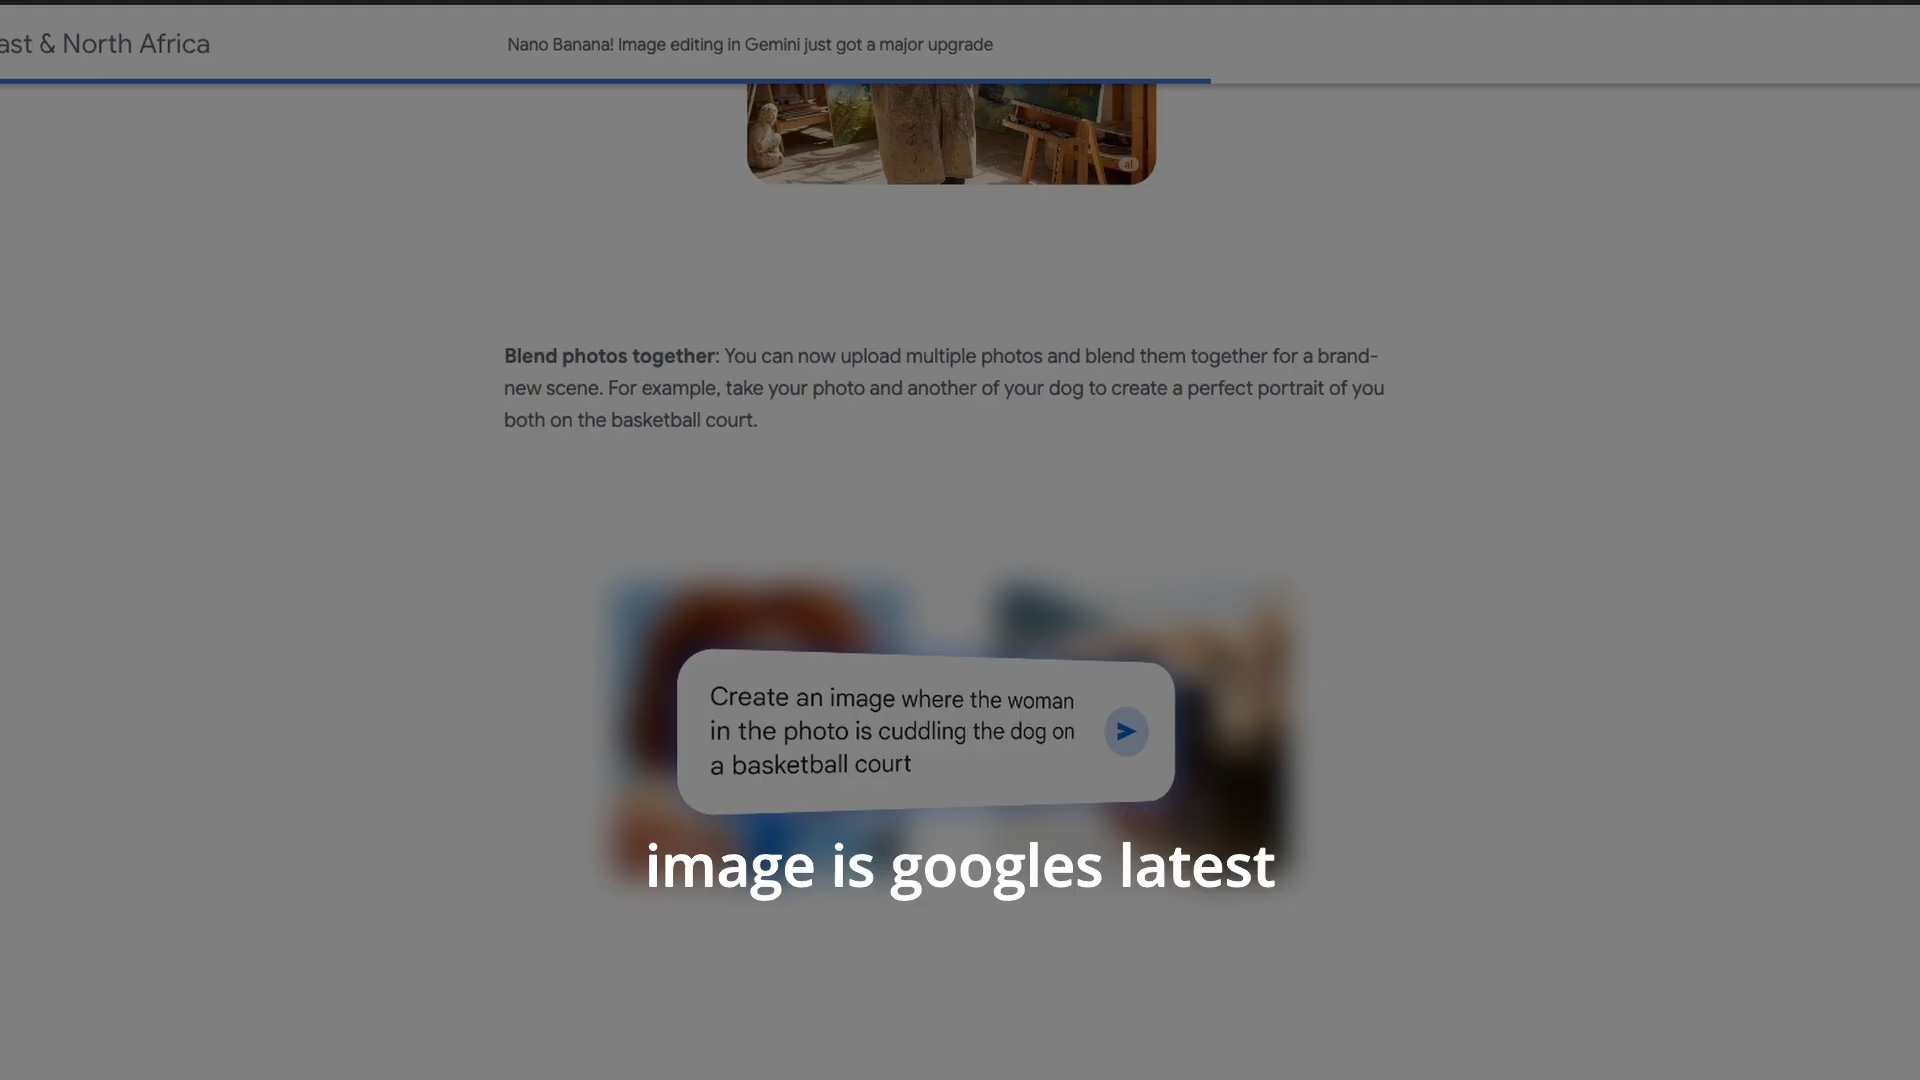 ast & North Africa
Nano Banana! Image editing in Gemini just got a major upgrade
ai
Blend photos together: You can now upload multiple photos and blend them together for a brand-
new scene. For example, take your photo and another of your dog to create a perfect portrait of you
both on the basketball court.
Create an image where the woman
in the photo is cuddling the dog on
a basketball court
image is googles latest